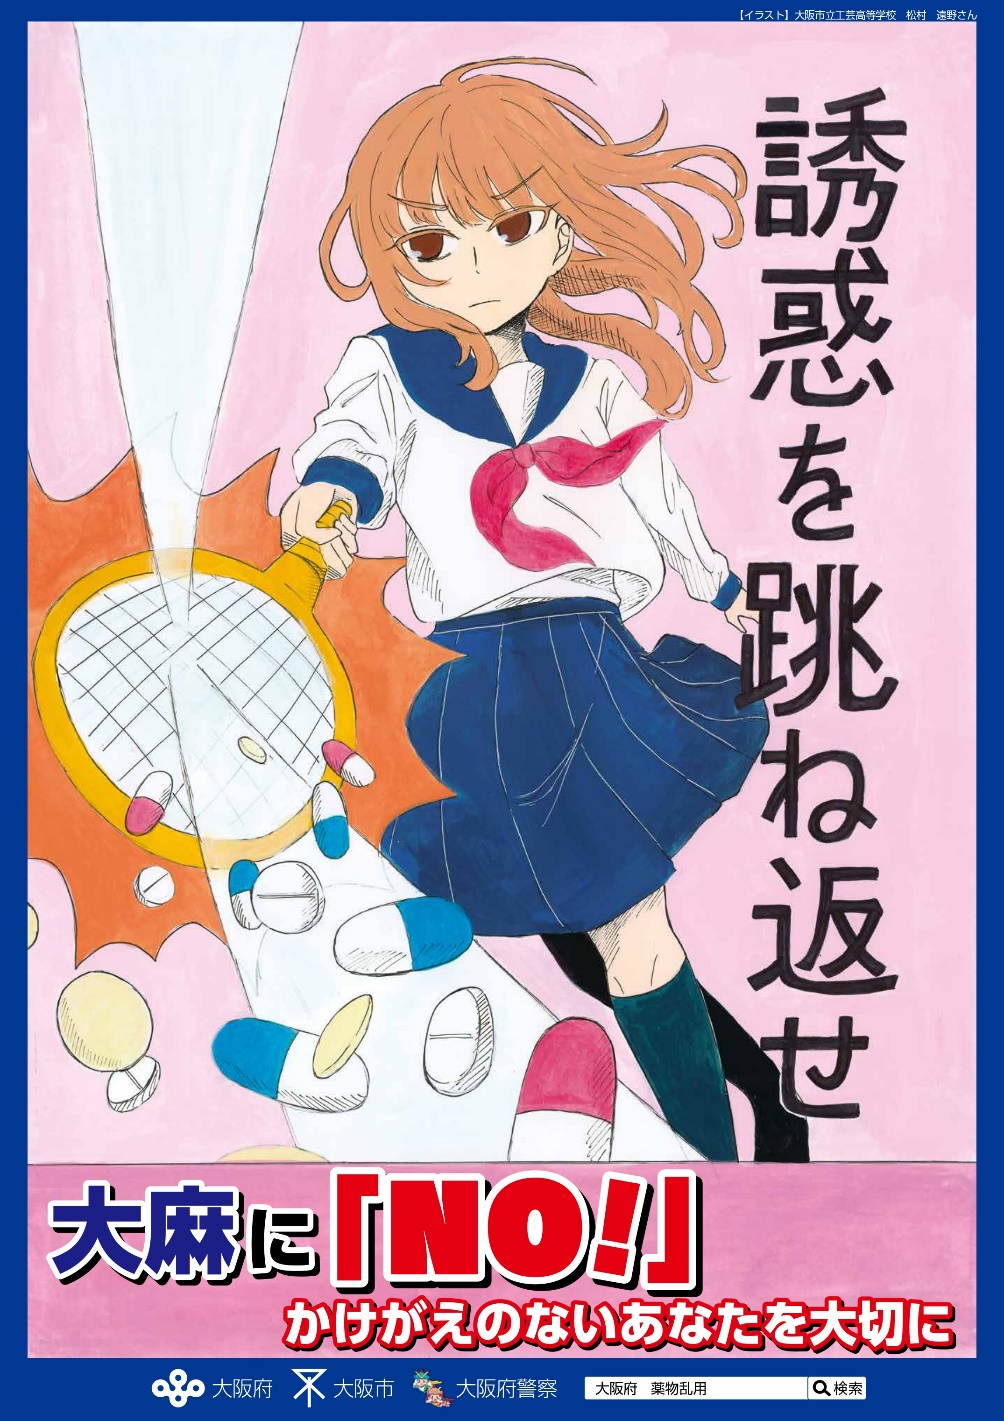 【イラスト】大阪市立工芸高等学校　松村　遠野さん
誘惑を跳ね返せ
大麻に「NO!」
かけがえのないあなたを大切に
大阪府　大阪市　大阪府警察　大阪府　薬物乱用　検索